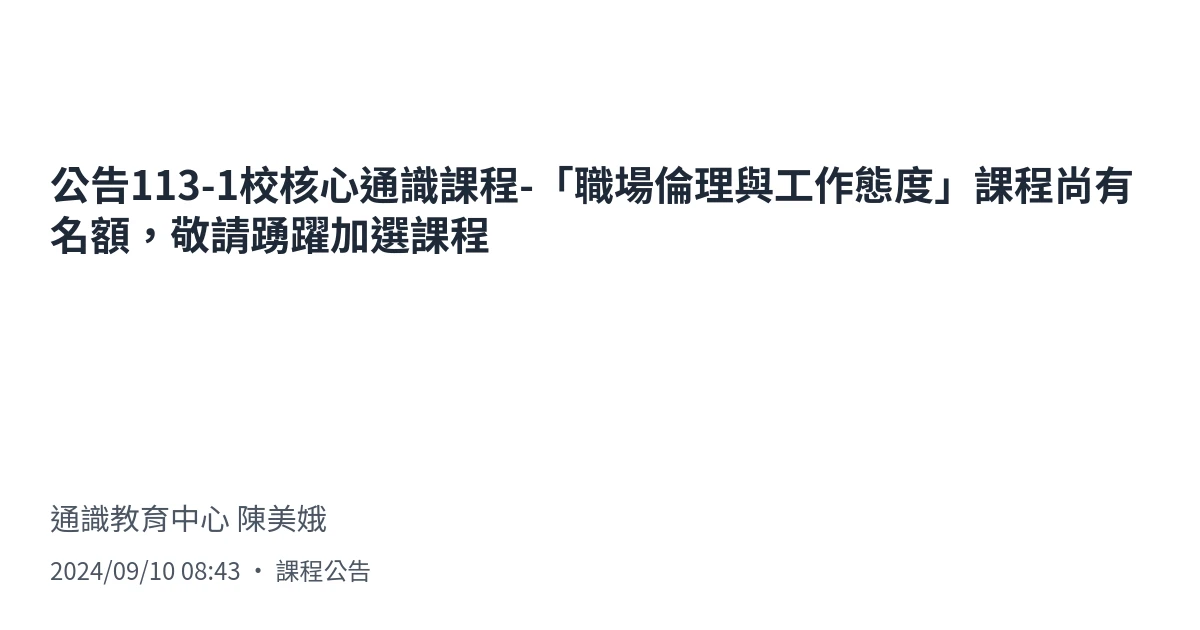 公告113-1校核心通識課程-「職場倫理與工作態度」課程尚有
名額，敬請踴躍加選課程
通識教育中心 陳美娥
2024/09/10 08:43 • 課程公告